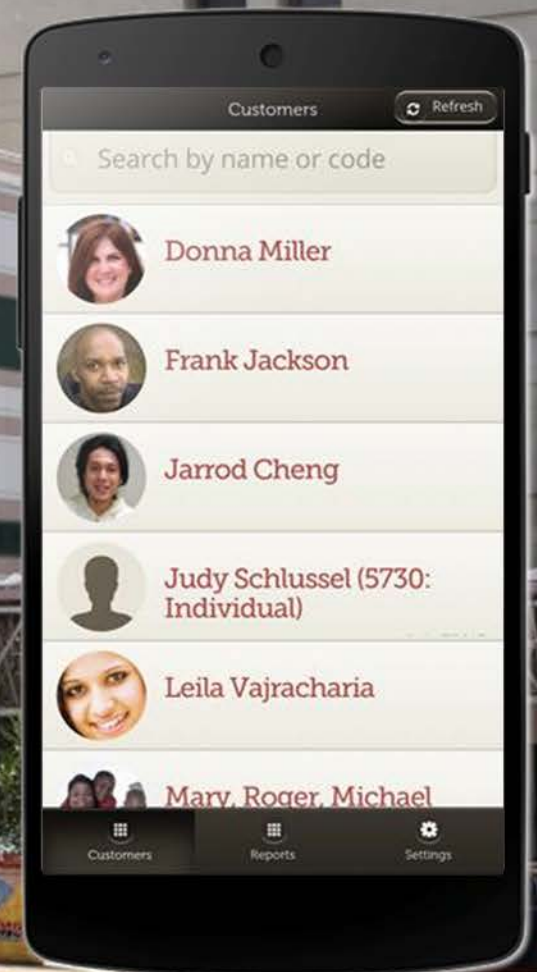 Customers
Refresh
Search by name or code
Donna Miller
Frank Jackson
Jarrod Cheng
Judy Schlussel (5730:
Individual)
Leila Vajracharia
Mary, Roger, Michael
Customers
Reports
Settings